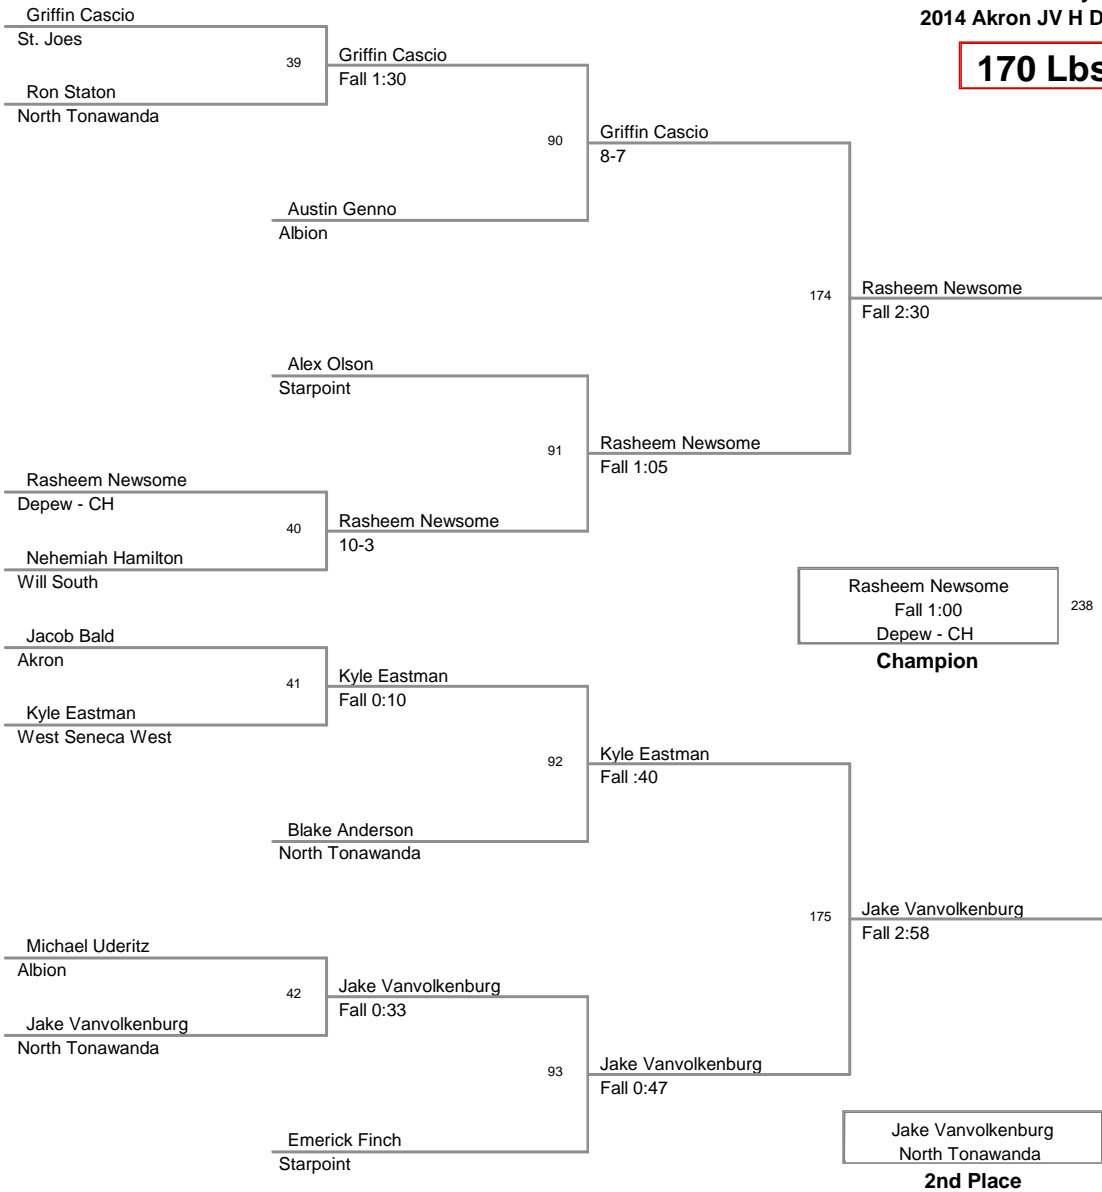 2014 Akron JV H D
170 Lbs
Griffin Cascio
St. Joes
39
Griffin Cascio
Fall 1:30
Ron Staton
North Tonawanda
90
Griffin Cascio
8-7
Austin Genno
Albion
174
Rasheem Newsome
Fall 2:30
Alex Olson
Starpoint
91
Rasheem Newsome
Fall 1:05
Rasheem Newsome
Depew - CH
40
Rasheem Newsome
10-3
Nehemiah Hamilton
Will South
Rasheem Newsome
Fall 1:00
Depew - CH
238
Champion
Jacob Bald
Akron
41
Kyle Eastman
Fall 0:10
Kyle Eastman
West Seneca West
92
Kyle Eastman
Fall :40
Blake Anderson
North Tonawanda
175
Jake Vanvolkenburg
Fall 2:58
Michael Uderitz
Albion
42
Jake Vanvolkenburg
Fall 0:33
Jake Vanvolkenburg
North Tonawanda
93
Jake Vanvolkenburg
Fall 0:47
Emerick Finch
Starpoint
Jake Vanvolkenburg
North Tonawanda
2nd Place